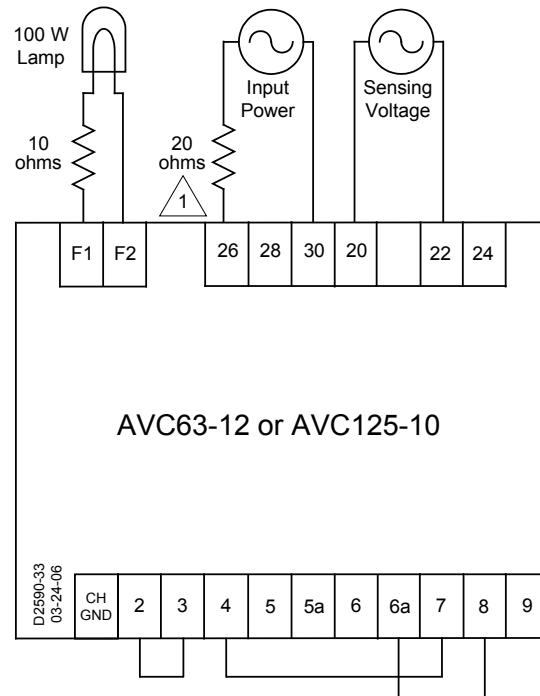 100 W
Lamp
Input
Power
Sensing
Voltage
10
ohms
20
ohms
1
F1 F2 26 28 30 20 22 24
AVC63-12 or AVC125-10
D2590-33
03-24-06
CH
GND
2 3 4 5 5a 6 6a 7 8 9